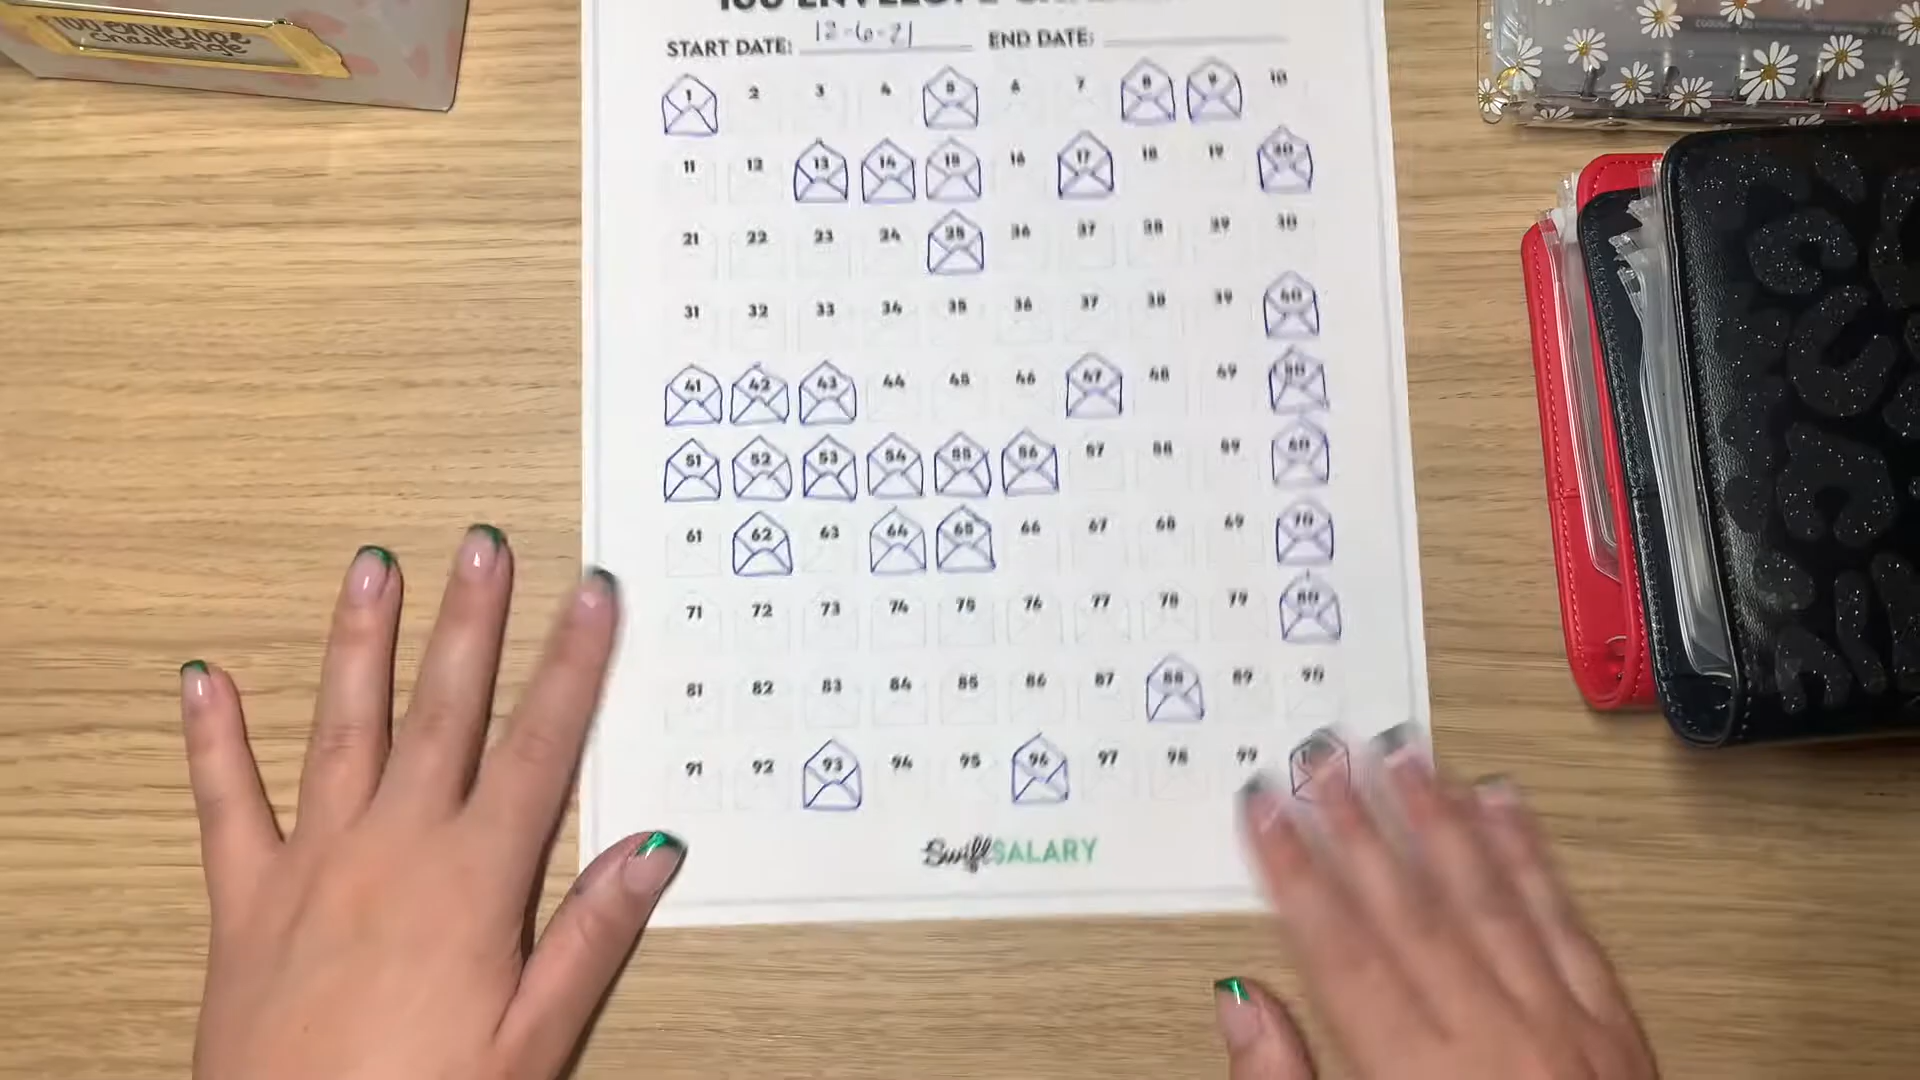 100 ENVELOPE
challenge
100 ENVELOPE
START DATE: 12-6-21 END DATE:
1 2 3 4 5 6 7 8 9 10
11 12 13 14 15 16 17 18 19 20
21 22 23 24 25 26 27 28 29 30
31 32 33 34 35 36 37 38 39 40
41 42 43 44 45 46 47 48 49 50
51 52 53 54 55 56 57 58 59 60
61 62 63 64 65 66 67 68 69 70
71 72 73 74 75 76 77 78 79 80
81 82 83 84 85 86 87 88 89 90
91 92 93 94 95 96 97 98 99
SwiftSALARY